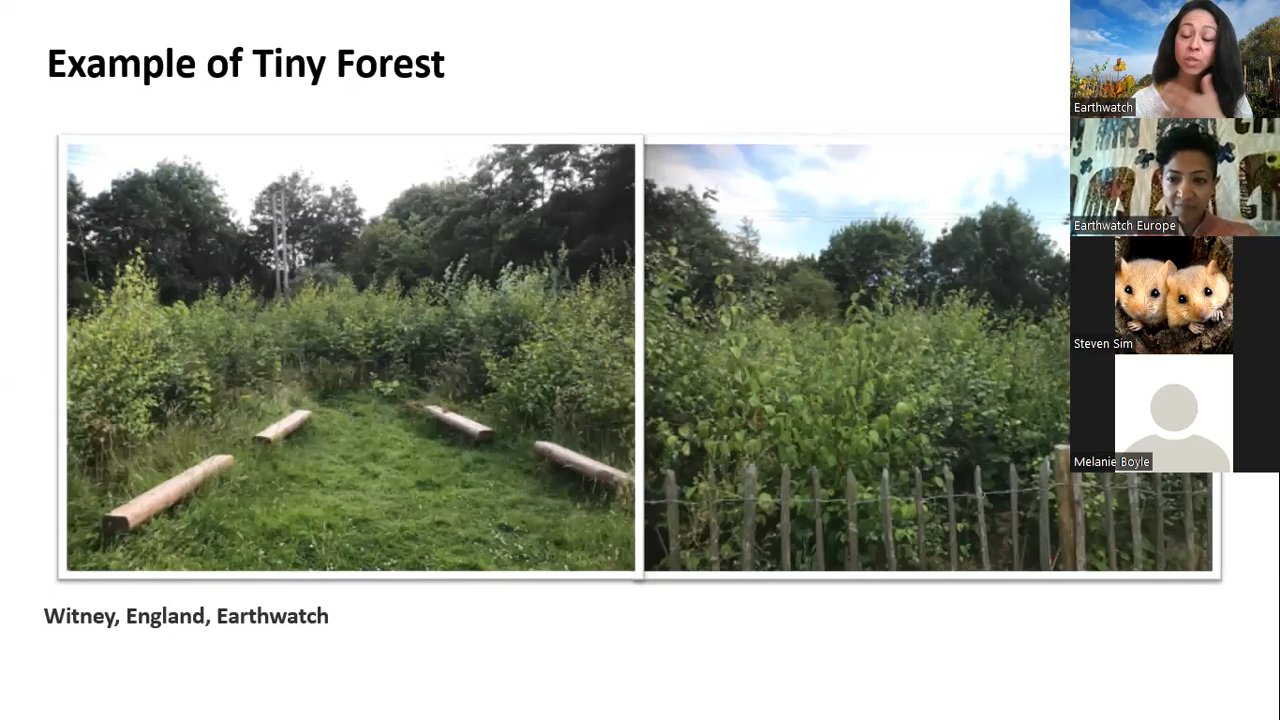 Example of Tiny Forest
Earthwatch
Earthwatch Europe
Steven Sim
Melanie Boyle
Witney, England, Earthwatch